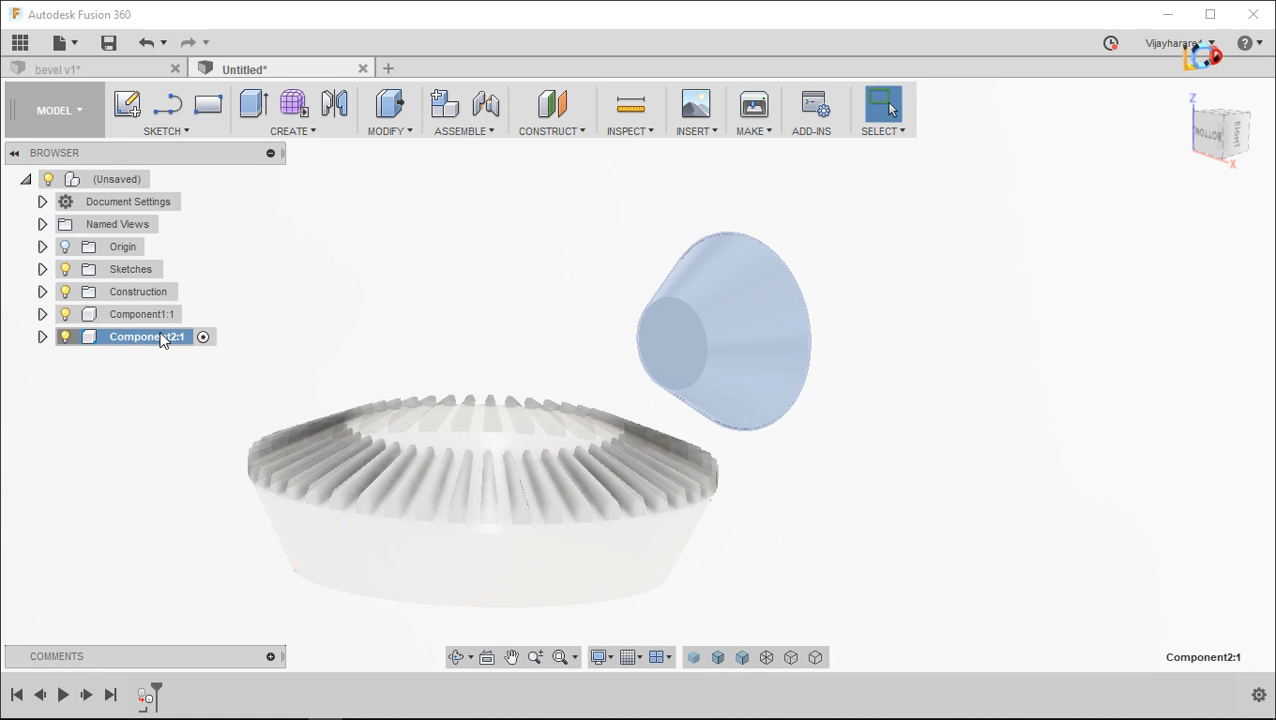 Autodesk Fusion 360
Vijayharare4
bevel v1*
Untitled*
MODEL
SKETCH
CREATE
MODIFY
ASSEMBLE
CONSTRUCT
INSPECT
INSERT
MAKE
ADD-INS
SELECT
Z
BOTTOM
RIGHT
X
BROWSER
(Unsaved)
Document Settings
Named Views
Origin
Sketches
Construction
Component1:1
Component2:1
COMMENTS
Component2:1